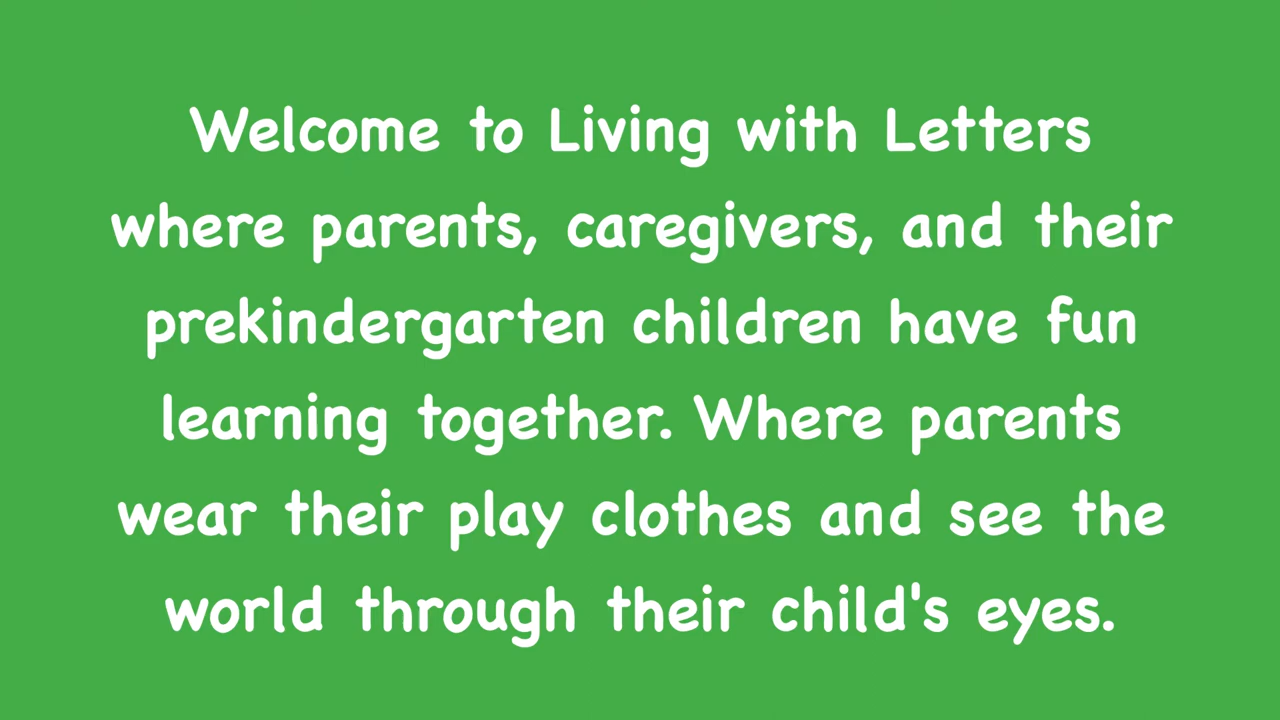 Welcome to Living with Letters
where parents, caregivers, and their
prekindergarten children have fun
learning together. Where parents
wear their play clothes and see the
world through their child's eyes.